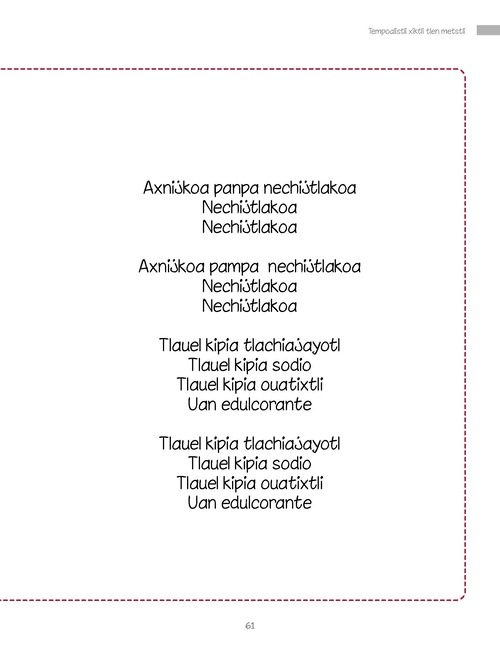 Tempoalistli xiktli tlen metstli
Axnijkoa panpa nechijtlakoa
Nechijtlakoa
Nechijtlakoa
Axnijkoa pampa nechijtlakoa
Nechijtlakoa
Nechijtlakoa
Tlauel kipia tlachiajayotl
Tlauel kipia sodio
Tlauel kipia ouatixtli
Uan edulcorante
Tlauel kipia tlachiajayotl
Tlauel kipia sodio
Tlauel kipia ouatixtli
Uan edulcorante
61